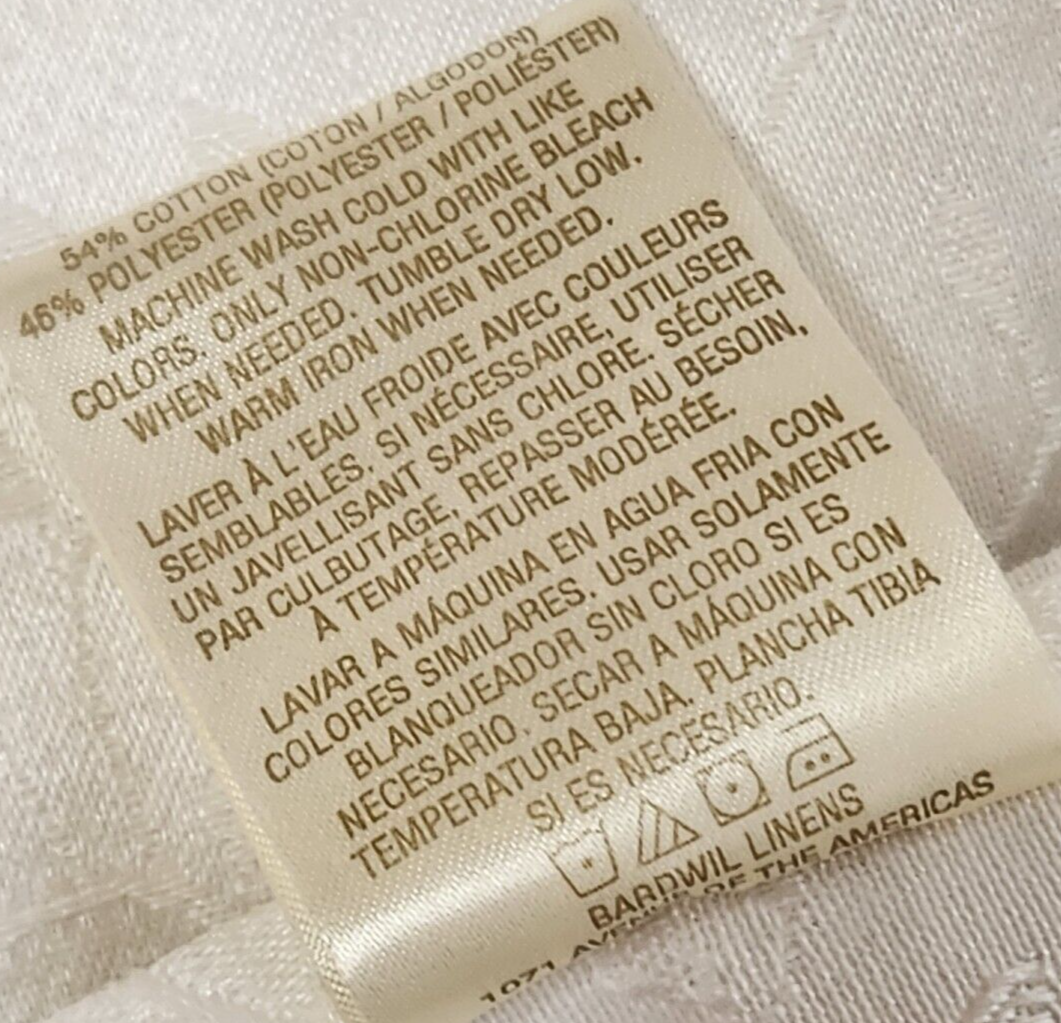 54% COTTON (COTON / ALGODON)
46% POLYESTER (POLYESTER / POLIÉSTER)
MACHINE WASH COLD WITH LIKE
COLORS. ONLY NON-CHLORINE BLEACH
WHEN NEEDED. TUMBLE DRY LOW.
WARM IRON WHEN NEEDED.
LAVER À L'EAU FROIDE AVEC COULEURS
SEMBLABLES. SI NÉCESSAIRE, UTILISER
UN JAVELLISANT SANS CHLORE. SÉCHER
PAR CULBUTAGE, REPASSER AU BESOIN,
À TEMPÉRATURE MODÉRÉE.
LAVAR A MÁQUINA EN AGUA FRIA CON
COLORES SIMILARES. USAR SOLAMENTE
BLANQUEADOR SIN CLORO SI ES
NECESARIO. SECAR A MÁQUINA CON
TEMPERATURA BAJA. PLANCHA TIBIA
SI ES NECESARIO.
BARDWIL LINENS
1071 AVENUE OF THE AMERICAS